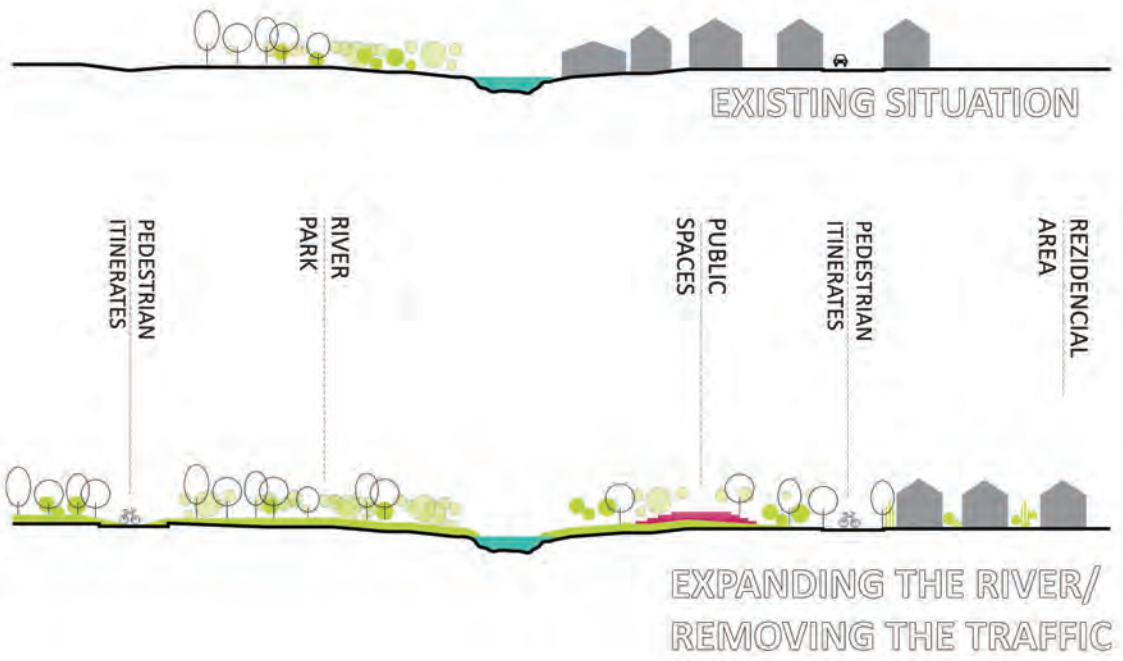 EXISTING SITUATION
PEDESTRIAN
ITINERATES
RIVER
PARK
PUBLIC
SPACES
PEDESTRIAN
ITINERATES
REZIDENCIAL
AREA
EXPANDING THE RIVER/
REMOVING THE TRAFFIC